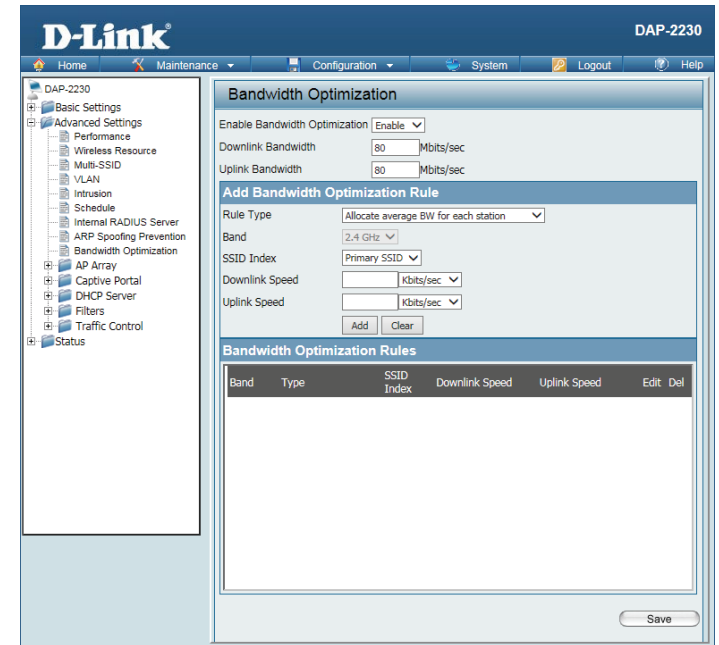 D-Link®
DAP-2230
Home Maintenance Configuration System Logout Help
DAP-2230
Basic Settings
Advanced Settings
Performance
Wireless Resource
Multi-SSID
VLAN
Intrusion
Schedule
Internal RADIUS Server
ARP Spoofing Prevention
Bandwidth Optimization
AP Array
Captive Portal
DHCP Server
Filters
Traffic Control
Status
Bandwidth Optimization
Enable Bandwidth Optimization Enable
Downlink Bandwidth 80 Mbits/sec
Uplink Bandwidth 80 Mbits/sec
Add Bandwidth Optimization Rule
Rule Type Allocate average BW for each station
Band 2.4 GHz
SSID Index Primary SSID
Downlink Speed Kbits/sec
Uplink Speed Kbits/sec
Add Clear
Bandwidth Optimization Rules
Band Type SSID Index Downlink Speed Uplink Speed Edit Del
Save